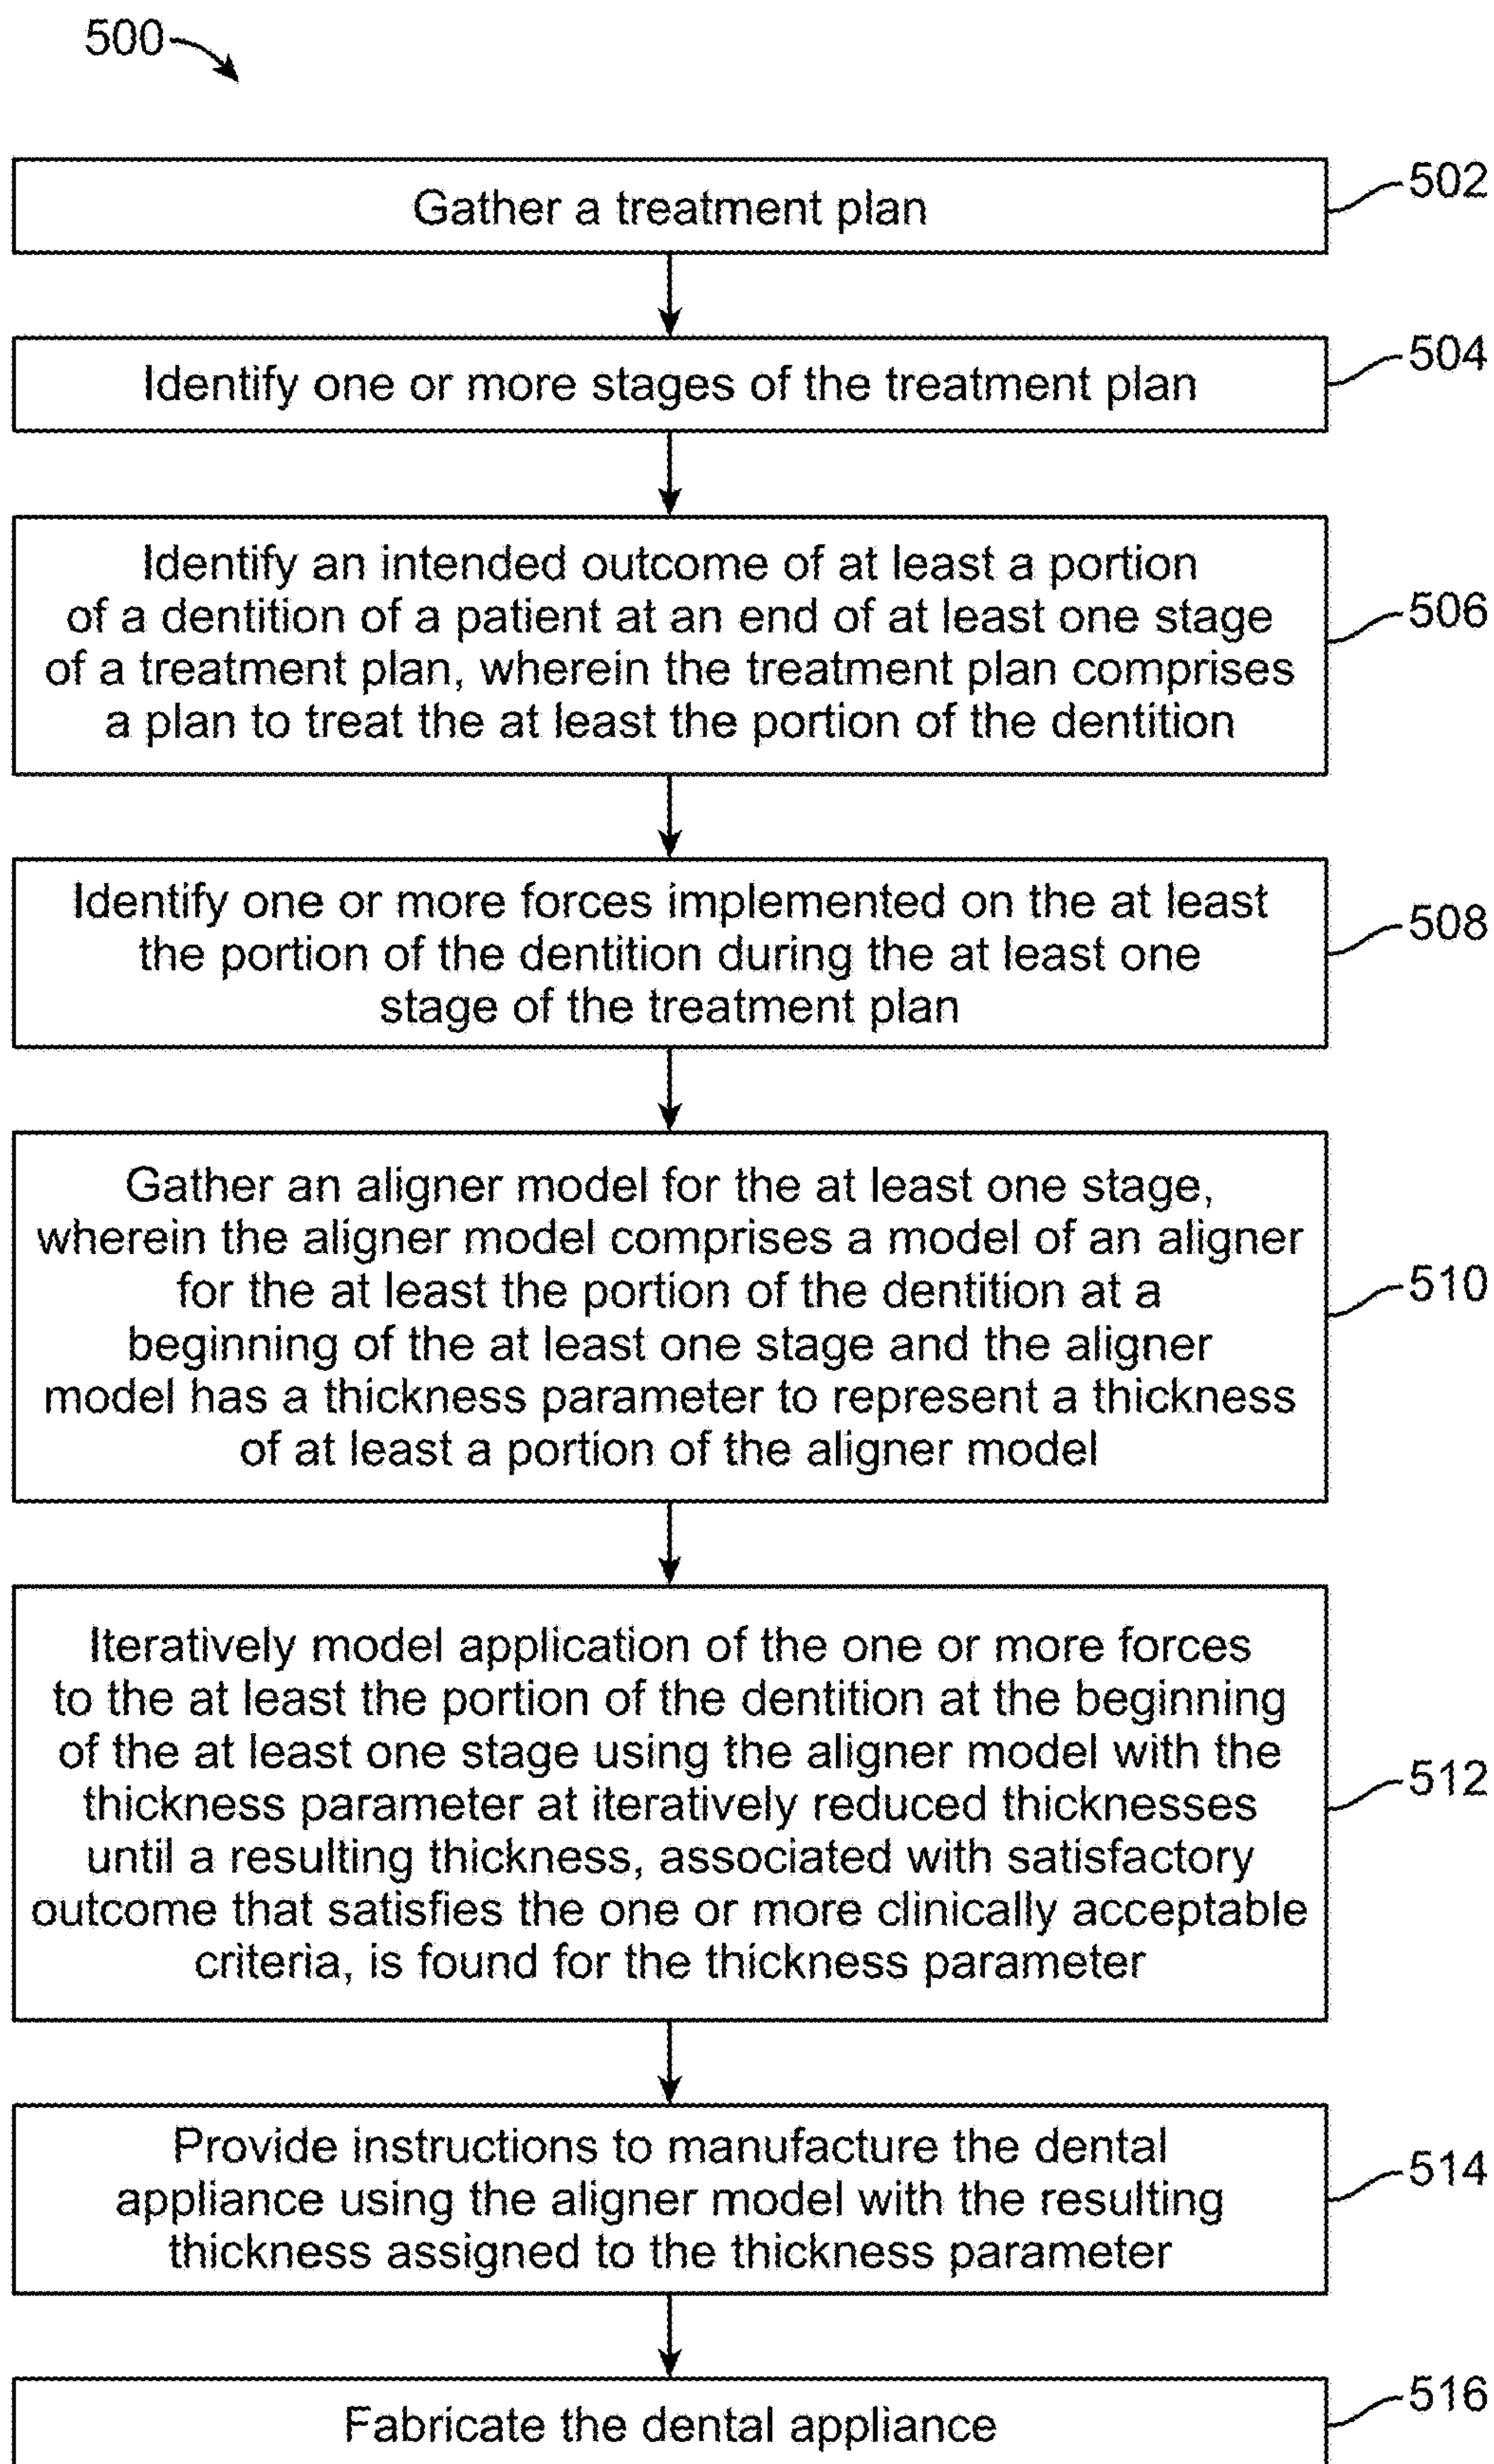 500
Gather a treatment plan
502
Identify one or more stages of the treatment plan
504
Identify an intended outcome of at least a portion
of a dentition of a patient at an end of at least one stage
of a treatment plan, wherein the treatment plan comprises
a plan to treat the at least the portion of the dentition
506
Identify one or more forces implemented on the at least
the portion of the dentition during the at least one
stage of the treatment plan
508
Gather an aligner model for the at least one stage,
wherein the aligner model comprises a model of an aligner
for the at least the portion of the dentition at a
beginning of the at least one stage and the aligner
model has a thickness parameter to represent a thickness
of at least a portion of the aligner model
510
Iteratively model application of the one or more forces
to the at least the portion of the dentition at the beginning
of the at least one stage using the aligner model with the
thickness parameter at iteratively reduced thicknesses
until a resulting thickness, associated with satisfactory
outcome that satisfies the one or more clinically acceptable
criteria, is found for the thickness parameter
512
Provide instructions to manufacture the dental
appliance using the aligner model with the resulting
thickness assigned to the thickness parameter
514
Fabricate the dental appliance
516